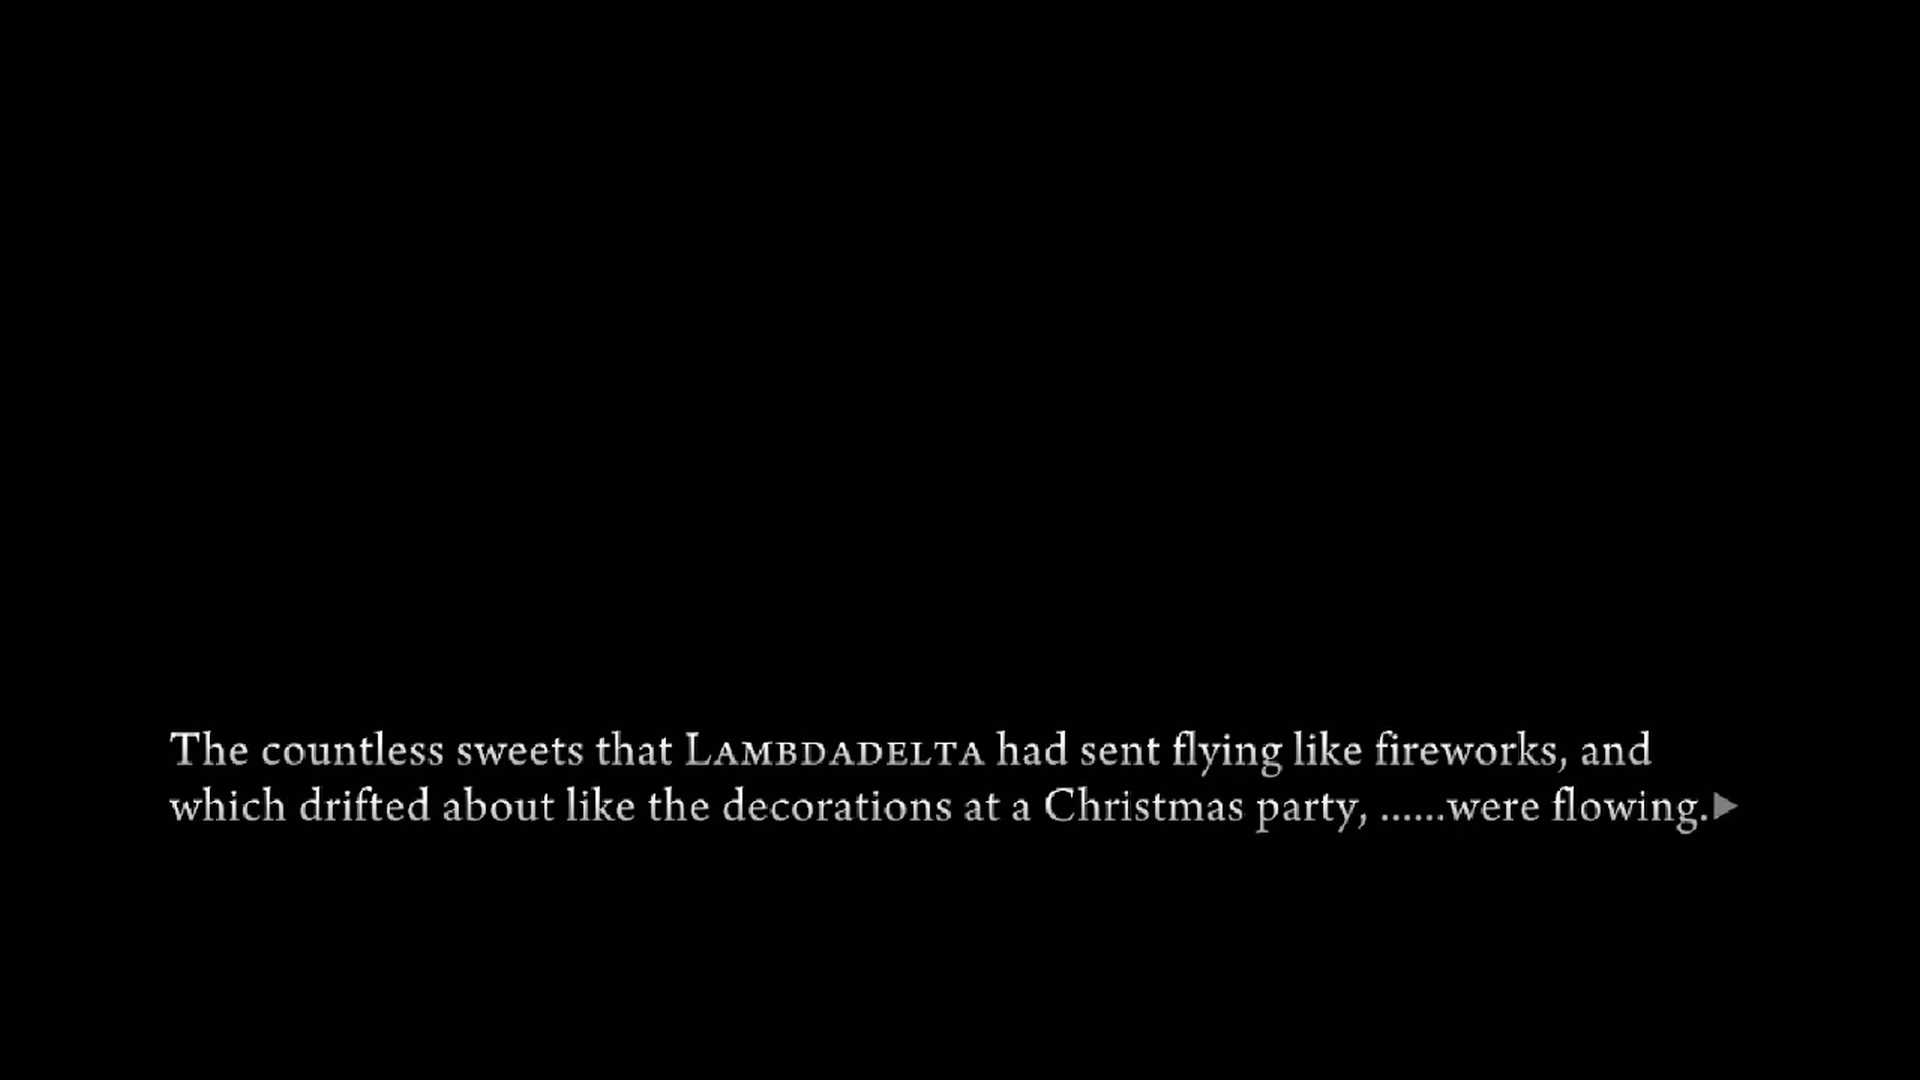 The countless sweets that LAMBDADELTA had sent flying like fireworks, and
which drifted about like the decorations at a Christmas party, ......were flowing.